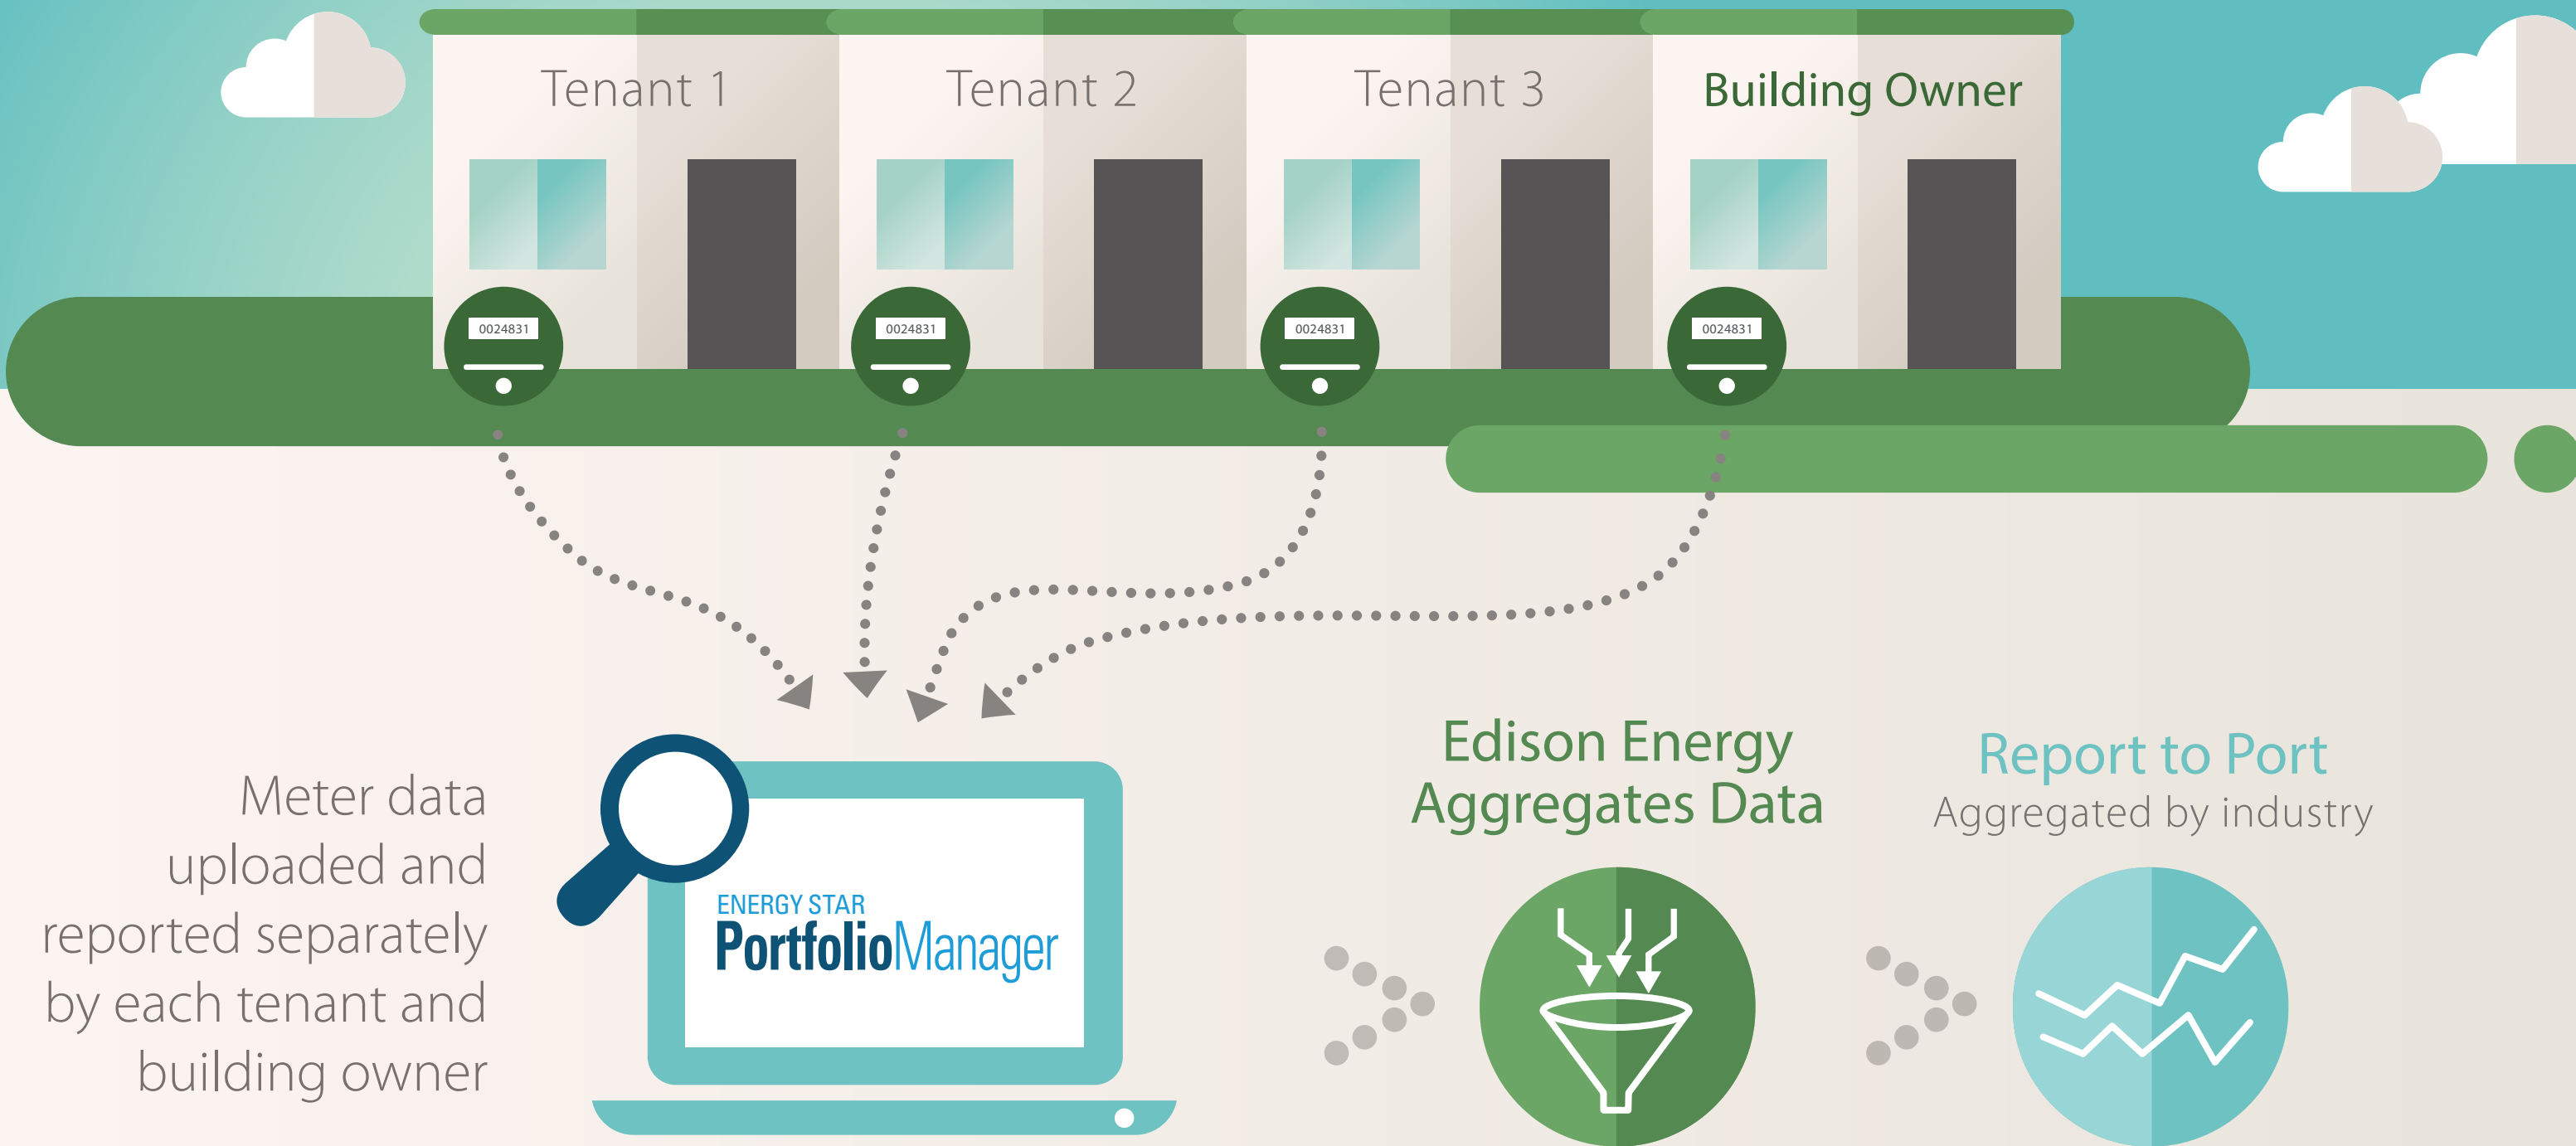 Tenant 1
Tenant 2
Tenant 3
Building Owner
0024831
0024831
0024831
0024831
Meter data
uploaded and
reported separately
by each tenant and
building owner
ENERGY STAR
PortfolioManager
Edison Energy
Aggregates Data
Report to Port
Aggregated by industry